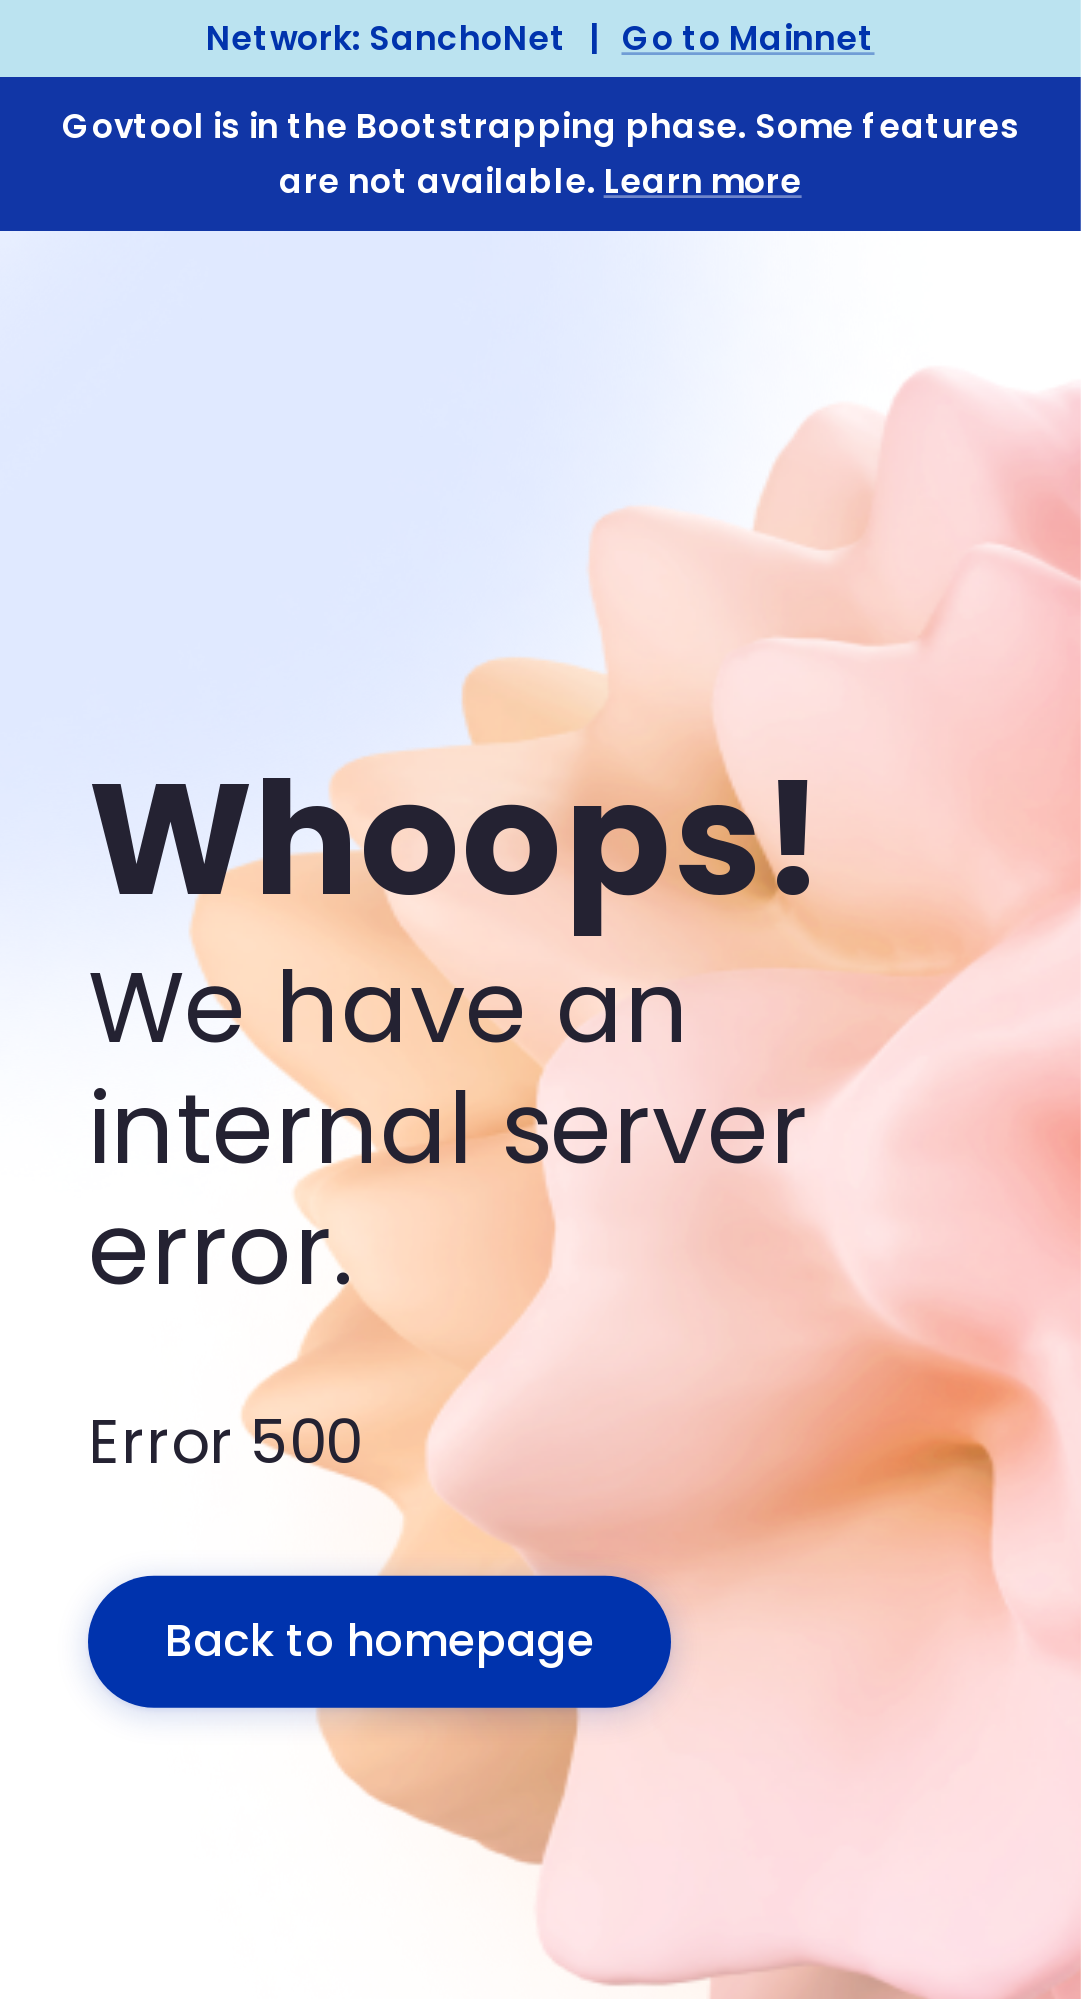 Network: SanchoNet | Go to Mainnet
Govtool is in the Bootstrapping phase. Some features
are not available. Learn more
Whoops!
We have an
internal server
error.
Error 500
Back to homepage